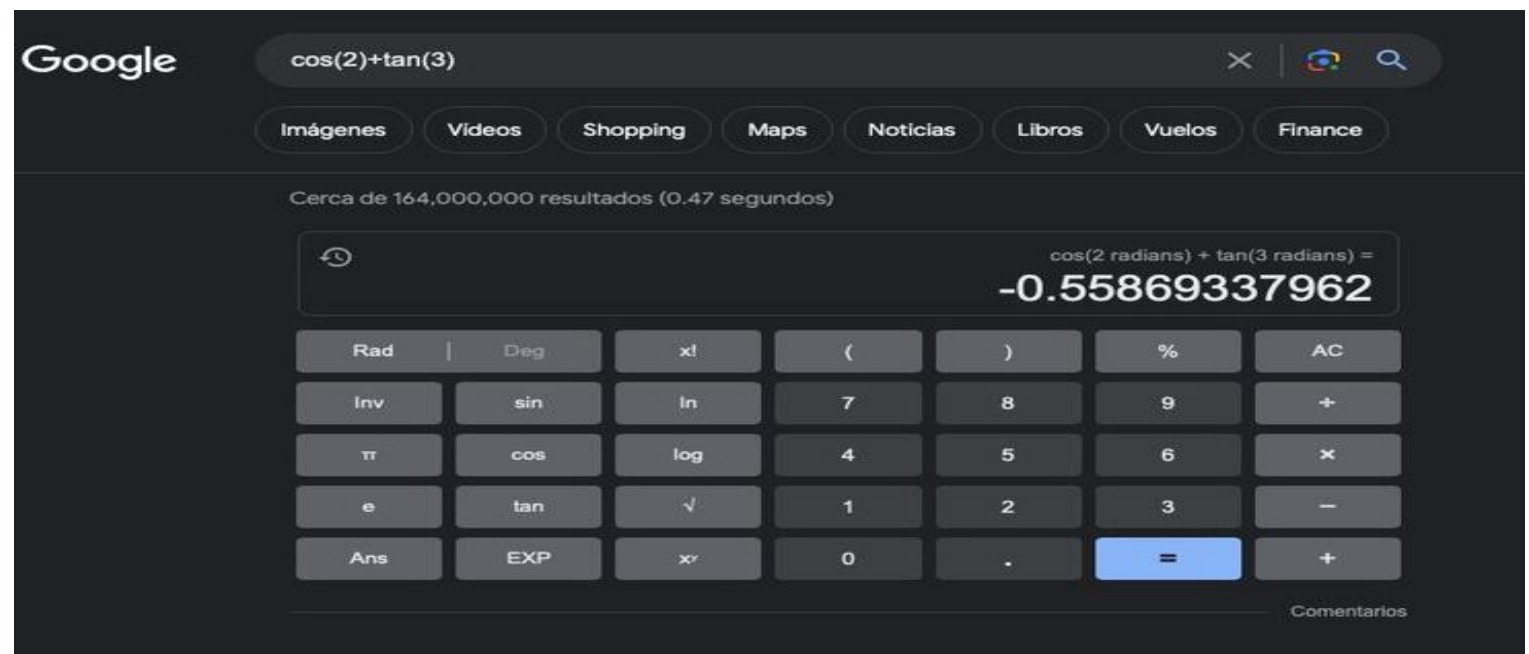 Google cos(2)+tan(3)
Imágenes Vídeos Shopping Maps Noticias Libros Vuelos Finance
Cerca de 164,000,000 resultados (0.47 segundos)
cos(2 radians) + tan(3 radians) =
-0.55869337962
Rad | Deg x! ( ) % AC
Inv sin ln 7 8 9 ÷
π cos log 4 5 6 ×
e tan √ 1 2 3 −
Ans EXP xʸ 0 . = +
Comentarios